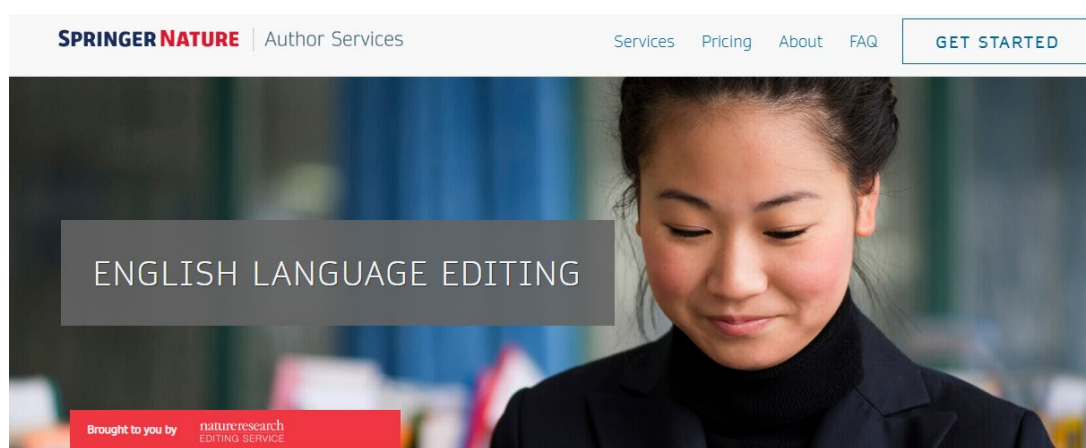 SPRINGER NATURE | Author Services
Services Pricing About FAQ GET STARTED
ENGLISH LANGUAGE EDITING
Brought to you by natureresearch
EDITING SERVICE